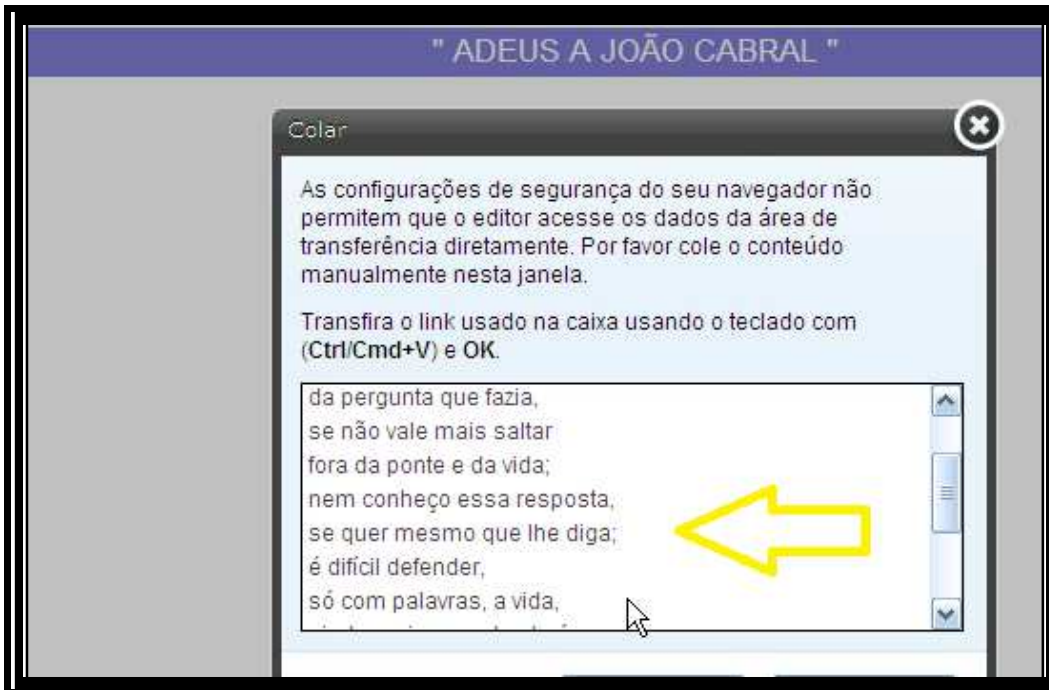 " ADEUS A JOÃO CABRAL "
Colar
As configurações de segurança do seu navegador não
permitem que o editor acesse os dados da área de
transferência diretamente. Por favor cole o conteúdo
manualmente nesta janela.
Transfira o link usado na caixa usando o teclado com
(Ctrl/Cmd+V) e OK.
da pergunta que fazia,
se não vale mais saltar
fora da ponte e da vida;
nem conheço essa resposta,
se quer mesmo que lhe diga;
é difícil defender,
só com palavras, a vida,